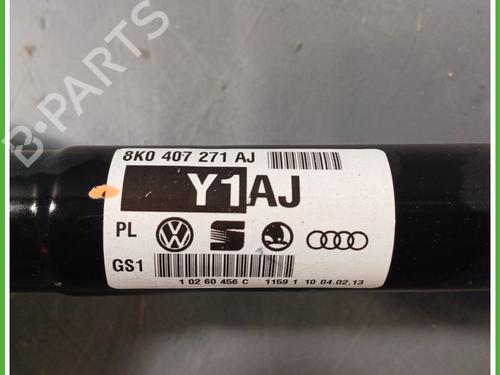 B-PARTS
8K0 407 271 AJ
Y1AJ
PL
GS1
1 02 60 456 C 1159 1 10 04.02.13